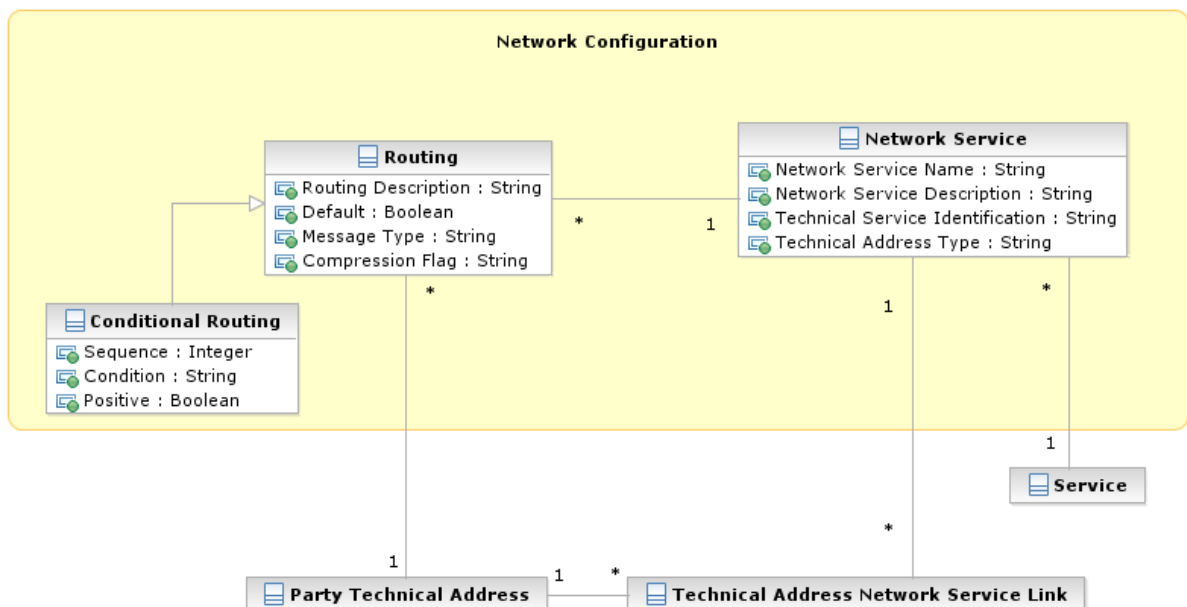 Network Configuration
Routing
Routing Description : String
Default : Boolean
Message Type : String
Compression Flag : String
*
1
Network Service
Network Service Name : String
Network Service Description : String
Technical Service Identification : String
Technical Address Type : String
Conditional Routing
Sequence : Integer
Condition : String
Positive : Boolean
*
1
*
1
Service
*
1
Party Technical Address
1
*
Technical Address Network Service Link